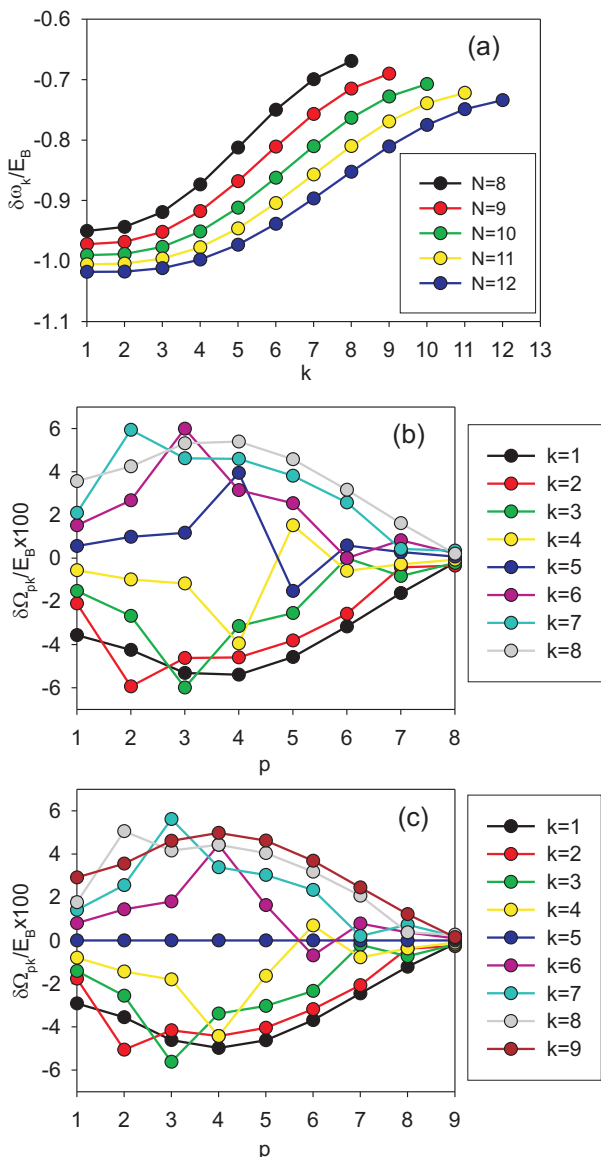 (a)
-0.6
-0.7
-0.8
-0.9
-1.0
-1.1
δω_k/E_B
N=8
N=9
N=10
N=11
N=12
1 2 3 4 5 6 7 8 9 10 11 12 13
k
(b)
6
4
2
0
-2
-4
-6
δΩ_pk/E_B x100
1 2 3 4 5 6 7 8
p
k=1
k=2
k=3
k=4
k=5
k=6
k=7
k=8
(c)
6
4
2
0
-2
-4
-6
δΩ_pk/E_B x100
1 2 3 4 5 6 7 8 9
p
k=1
k=2
k=3
k=4
k=5
k=6
k=7
k=8
k=9